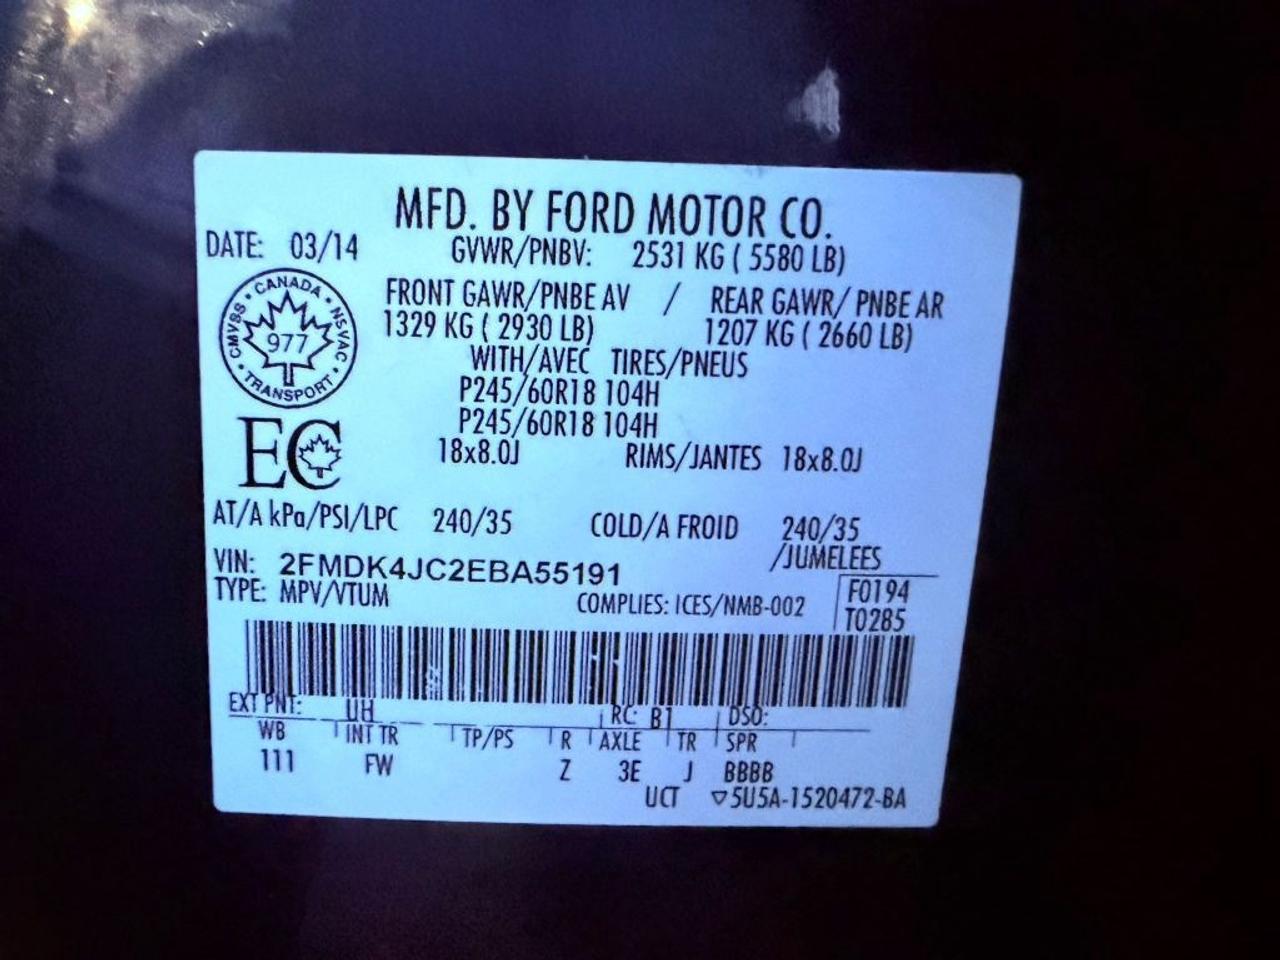 MFD. BY FORD MOTOR CO.
DATE: 03/14 GVWR/PNBV: 2531 KG ( 5580 LB)
FRONT GAWR/PNBE AV / REAR GAWR/ PNBE AR
1329 KG ( 2930 LB) 1207 KG ( 2660 LB)
WITH/AVEC TIRES/PNEUS
P245/60R18 104H
P245/60R18 104H
18x8.0J RIMS/JANTES 18x8.0J
CANADA
CMVSS • NSVAC
977
TRANSPORT
EC
AT/A kPa/PSI/LPC 240/35 COLD/A FROID 240/35
/JUMELEES
VIN: 2FMDK4JC2EBA55191
TYPE: MPV/VTUM COMPLIES: ICES/NMB-002
F0194
T0285
EXT PNT: UH RC: B1 DSO:
WB INT TR TP/PS R AXLE TR SPR
111 FW Z 3E J BBBB
UCT ▽5U5A-1520472-BA